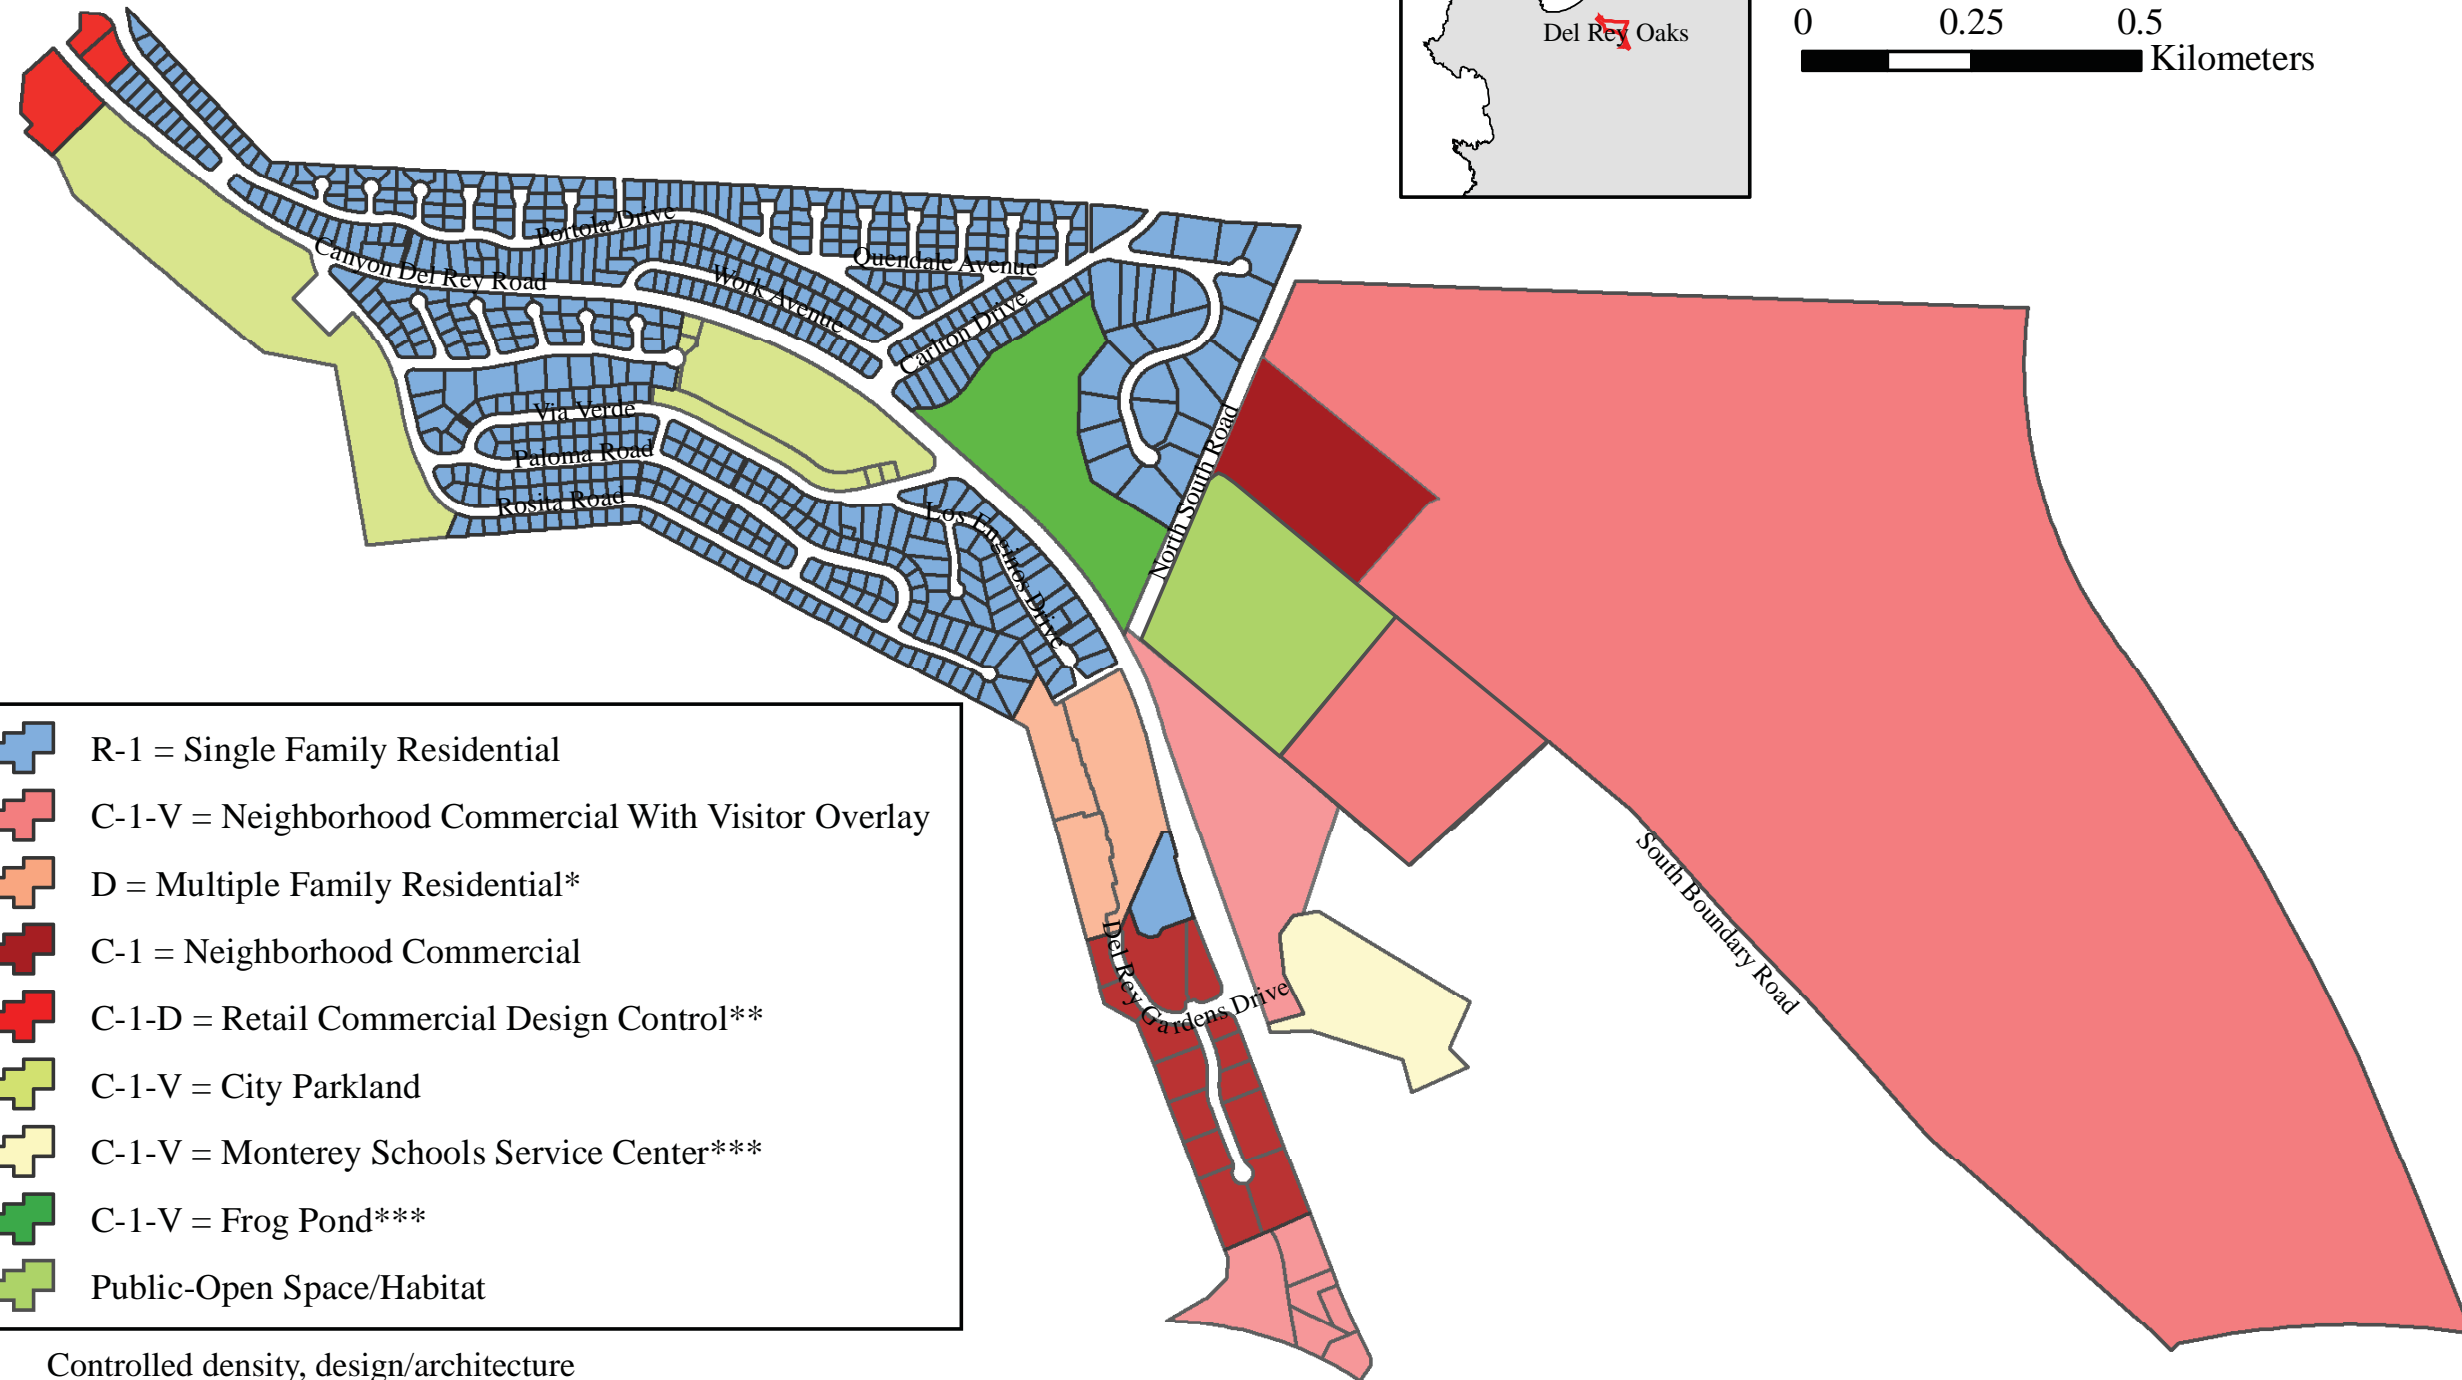 Del Rey Oaks
0 0.25 0.5
Kilometers
Portola Drive
Canyon Del Rey Road
Work Avenue
Quendale Avenue
Carlton Drive
Via Verde
Paloma Road
Rosita Road
Los Enginos Drive
North South Road
South Boundary Road
Del Rey Gardens Drive
R-1 = Single Family Residential
C-1-V = Neighborhood Commercial With Visitor Overlay
D = Multiple Family Residential*
C-1 = Neighborhood Commercial
C-1-D = Retail Commercial Design Control**
C-1-V = City Parkland
C-1-V = Monterey Schools Service Center***
C-1-V = Frog Pond***
Public-Open Space/Habitat
Controlled density, design/architecture